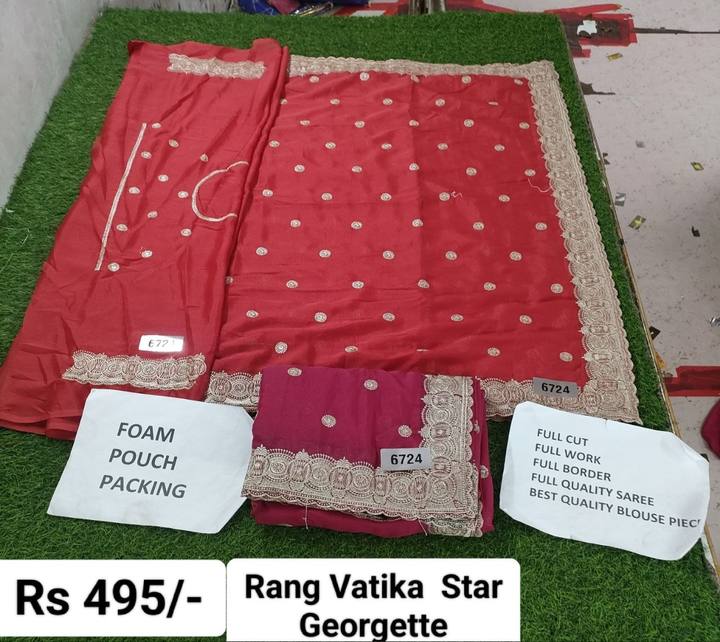 672
6724
6724
FOAM
POUCH
PACKING
FULL CUT
FULL WORK
FULL BORDER
FULL QUALITY SAREE
BEST QUALITY BLOUSE PIEC
Rs 495/-
Rang Vatika Star
Georgette